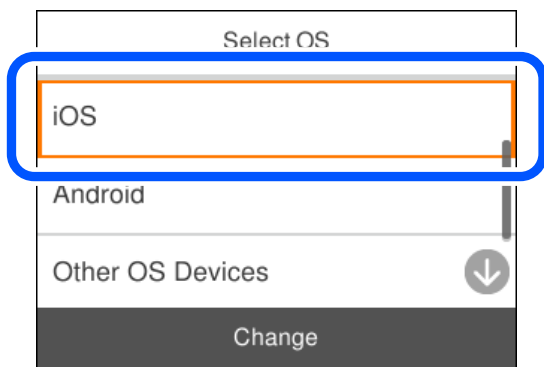 Select OS
iOS
Android
Other OS Devices
Change